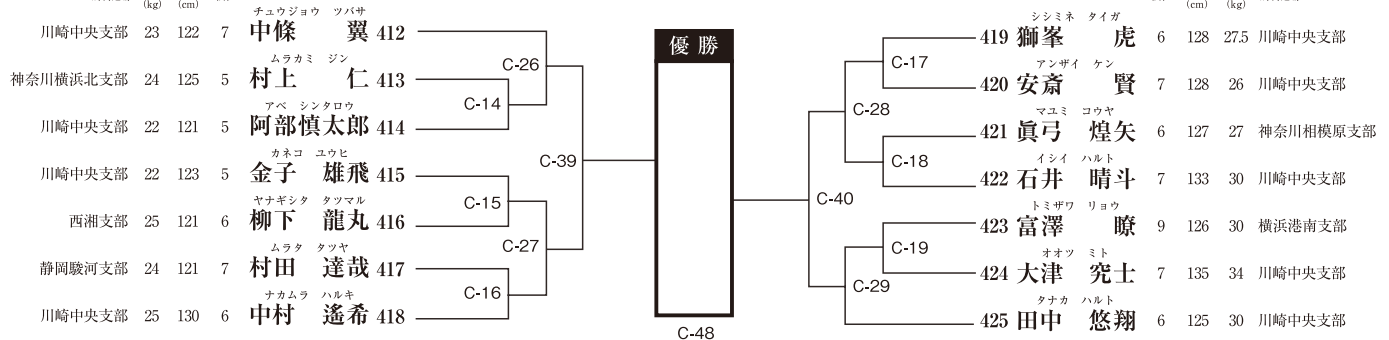 (kg) (cm)
チュウジョウ ツバサ
川崎中央支部 23 122 7 中條 翼 412
ムラカミ ジン
神奈川横浜北支部 24 125 5 村上 仁 413
アベ シンタロウ
川崎中央支部 22 121 5 阿部慎太郎 414
カネコ ユウヒ
川崎中央支部 22 123 5 金子 雄飛 415
ヤナギシタ タツマル
西湘支部 25 121 6 柳下 龍丸 416
ムラタ タツヤ
静岡駿河支部 24 121 7 村田 達哉 417
ナカムラ ハルキ
川崎中央支部 25 130 6 中村 遙希 418
C-26
C-14
C-39
C-15
C-27
C-16
優勝
C-48
(cm) (kg)
シシミネ タイガ
419 獅峯 虎 6 128 27.5 川崎中央支部
アンザイ ケン
420 安斎 賢 7 128 26 川崎中央支部
マユミ コウヤ
421 眞弓 煌矢 6 127 27 神奈川相模原支部
イシイ ハルト
422 石井 晴斗 7 133 30 川崎中央支部
トミザワ リョウ
423 富澤 瞭 9 126 30 横浜港南支部
オオツ ミト
424 大津 究士 7 135 34 川崎中央支部
タナカ ハルト
425 田中 悠翔 6 125 30 川崎中央支部
C-17
C-28
C-18
C-40
C-19
C-29